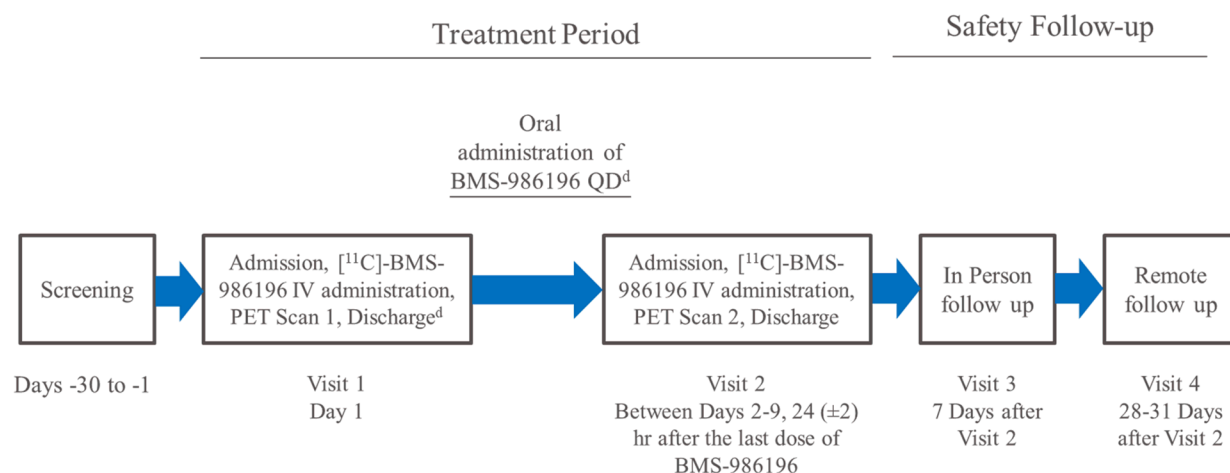 Treatment Period
Safety Follow-up
Oral
administration of
BMS-986196 QDᵈ
Screening
Admission, [¹¹C]-BMS-
986196 IV administration,
PET Scan 1, Dischargeᵈ
Admission, [¹¹C]-BMS-
986196 IV administration,
PET Scan 2, Discharge
In Person
follow up
Remote
follow up
Days -30 to -1
Visit 1
Day 1
Visit 2
Between Days 2-9, 24 (±2)
hr after the last dose of
BMS-986196
Visit 3
7 Days after
Visit 2
Visit 4
28-31 Days
after Visit 2